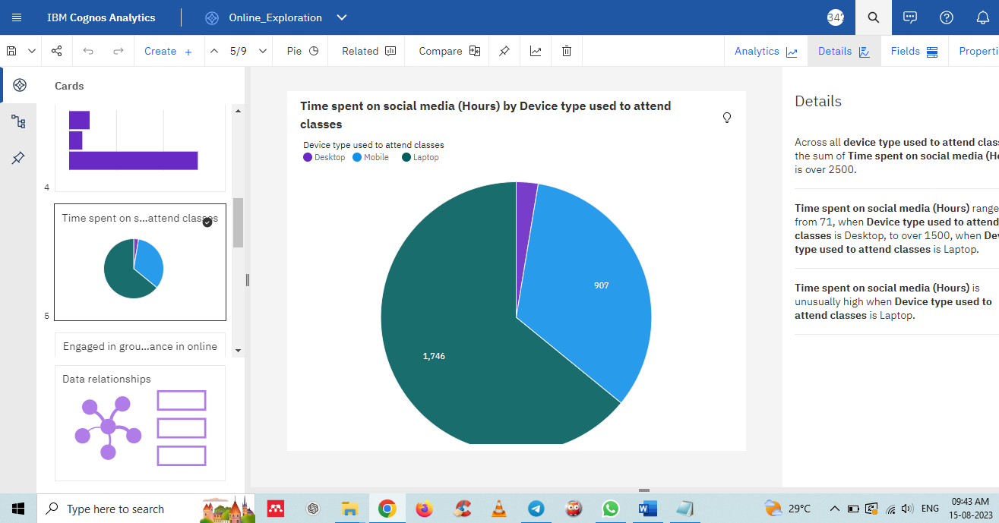 IBM Cognos Analytics
Online_Exploration
347
Create +
5/9
Pie
Related
Compare
Analytics
Details
Fields
Properti
Cards
4
Time spent on s...attend classes
5
Engaged in grou...ance in online
Data relationships
Time spent on social media (Hours) by Device type used to attend
classes
Device type used to attend classes
Desktop Mobile Laptop
907
1,746
Details
Across all device type used to attend clas
the sum of Time spent on social media (H
is over 2500.
Time spent on social media (Hours) range
from 71, when Device type used to attend
classes is Desktop, to over 1500, when De
type used to attend classes is Laptop.
Time spent on social media (Hours) is
unusually high when Device type used to
attend classes is Laptop.
Type here to search
29°C
ENG
09:43 AM
15-08-2023